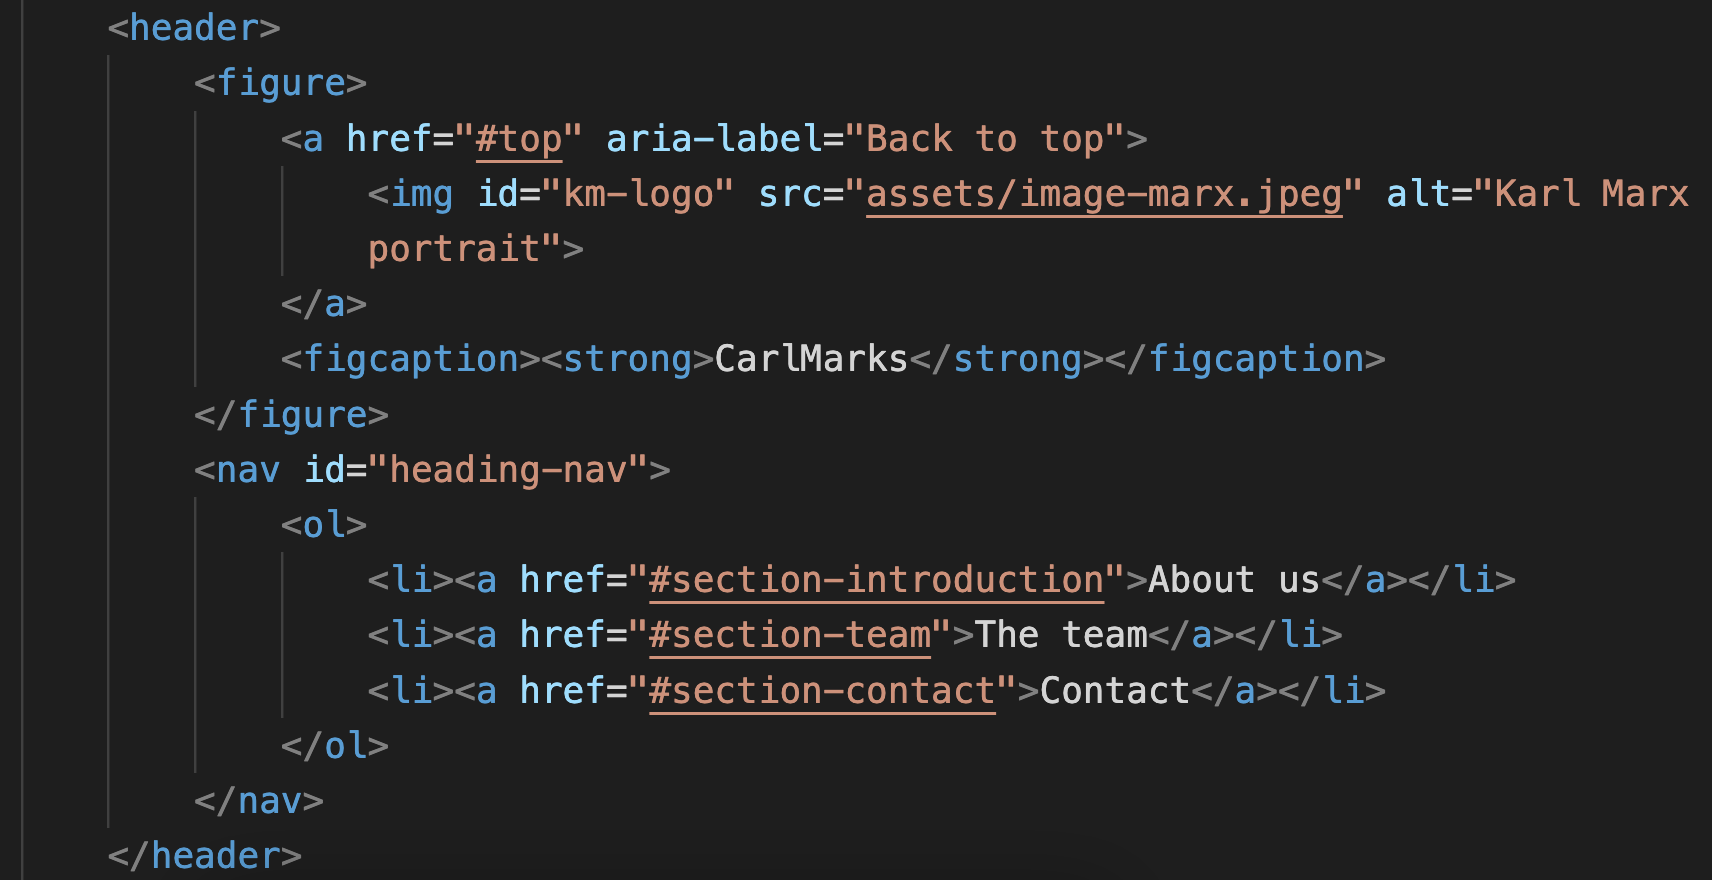 <header>
<figure>
<a href="#top" aria-label="Back to top">
<img id="km-logo" src="assets/image-marx.jpeg" alt="Karl Marx
portrait">
</a>
<figcaption><strong>CarlMarks</strong></figcaption>
</figure>
<nav id="heading-nav">
<ol>
<li><a href="#section-introduction">About us</a></li>
<li><a href="#section-team">The team</a></li>
<li><a href="#section-contact">Contact</a></li>
</ol>
</nav>
</header>